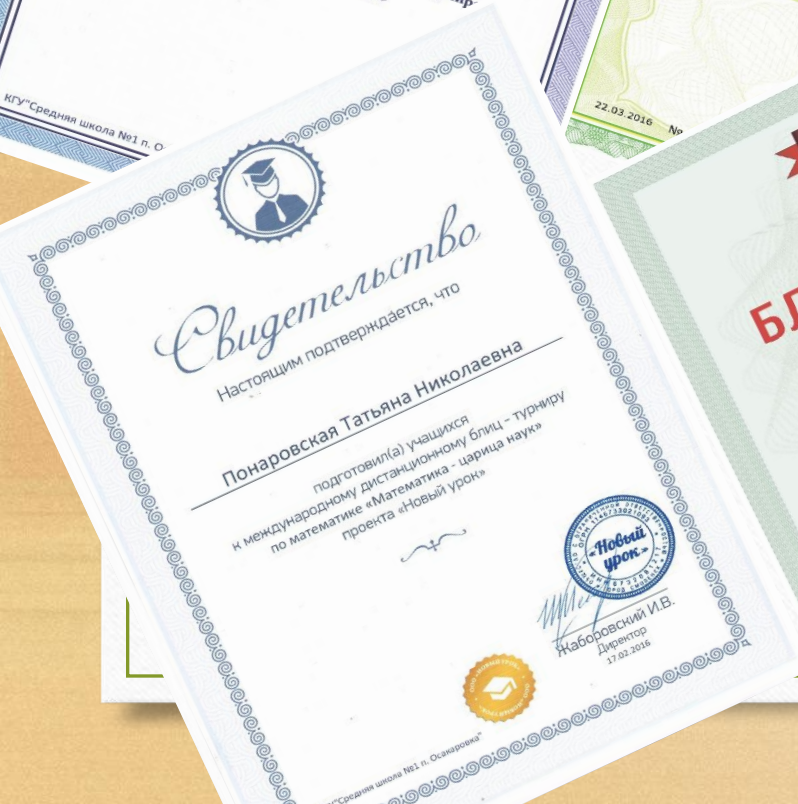 КГУ"Средняя школа №1 п.
22.03.2016 №
Свидетельство
Настоящим подтверждается, что
Понаровская Татьяна Николаевна
подготовил(а) учащихся
к международному дистанционному блиц – турниру
по математике «Математика - царица наук»
проекта «Новый урок»
«Новый
урок»
Жаборовский И.В.
Директор
17.02.2016
"Средняя школа №1 п. Осакаровка"
БЛ